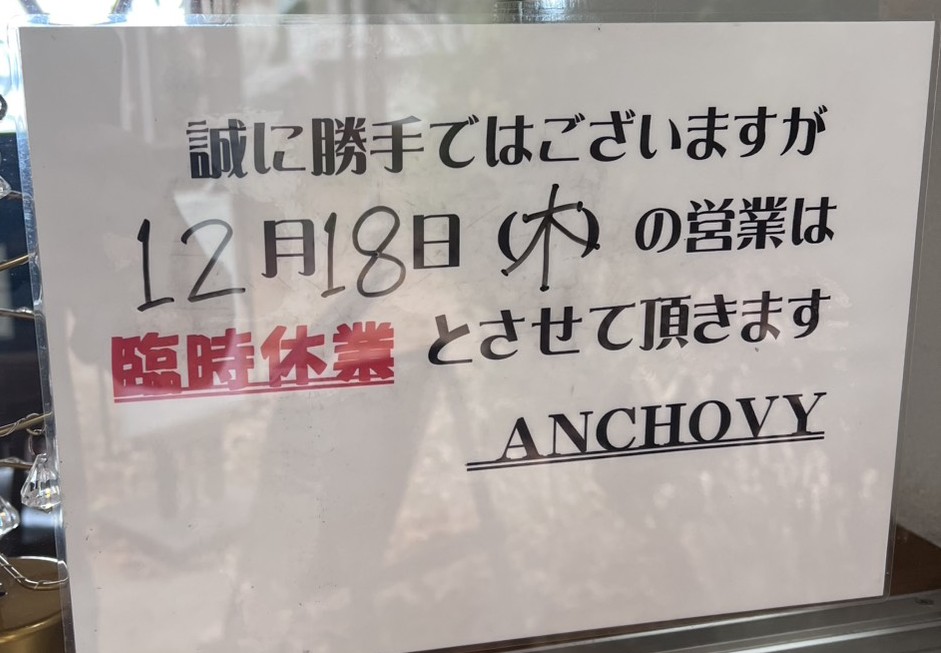 誠に勝手ではございますが
12月18日（木）の営業は
臨時休業とさせて頂きます
ANCHOVY